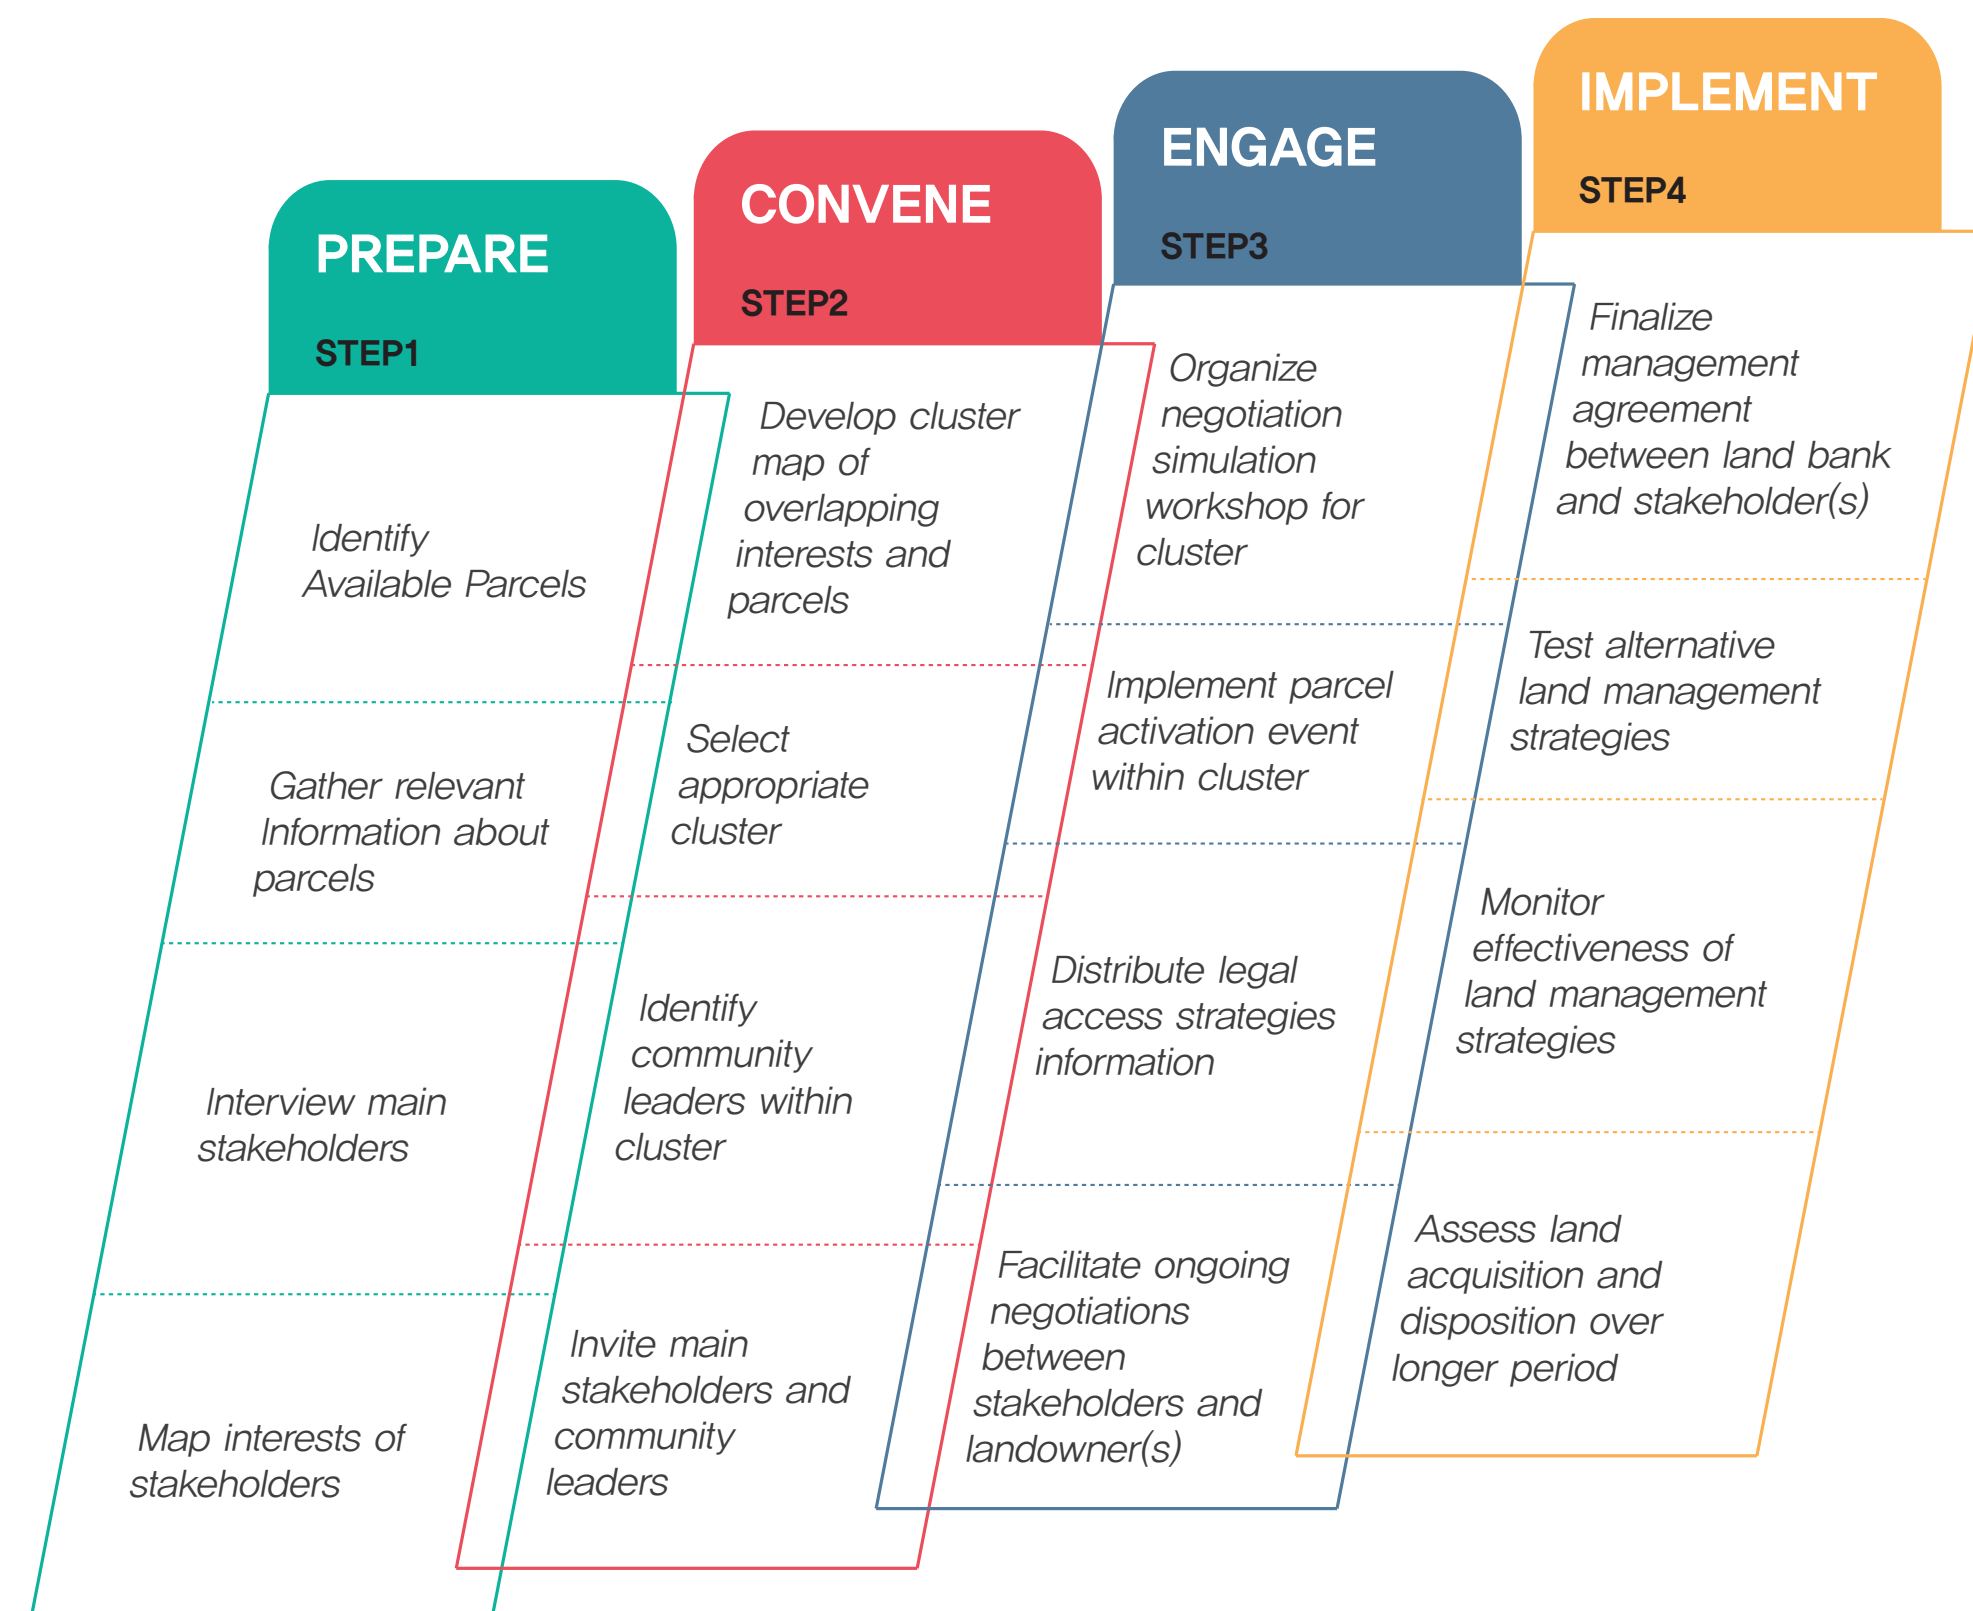 PREPARE
STEP1
Identify
Available Parcels
Gather relevant
Information about
parcels
Interview main
stakeholders
Map interests of
stakeholders
CONVENE
STEP2
Develop cluster
map of
overlapping
interests and
parcels
Select
appropriate
cluster
Identify
community
leaders within
cluster
Invite main
stakeholders and
community
leaders
ENGAGE
STEP3
Organize
negotiation
simulation
workshop for
cluster
Implement parcel
activation event
within cluster
Distribute legal
access strategies
information
Facilitate ongoing
negotiations
between
stakeholders and
landowner(s)
IMPLEMENT
STEP4
Finalize
management
agreement
between land bank
and stakeholder(s)
Test alternative
land management
strategies
Monitor
effectiveness of
land management
strategies
Assess land
acquisition and
disposition over
longer period